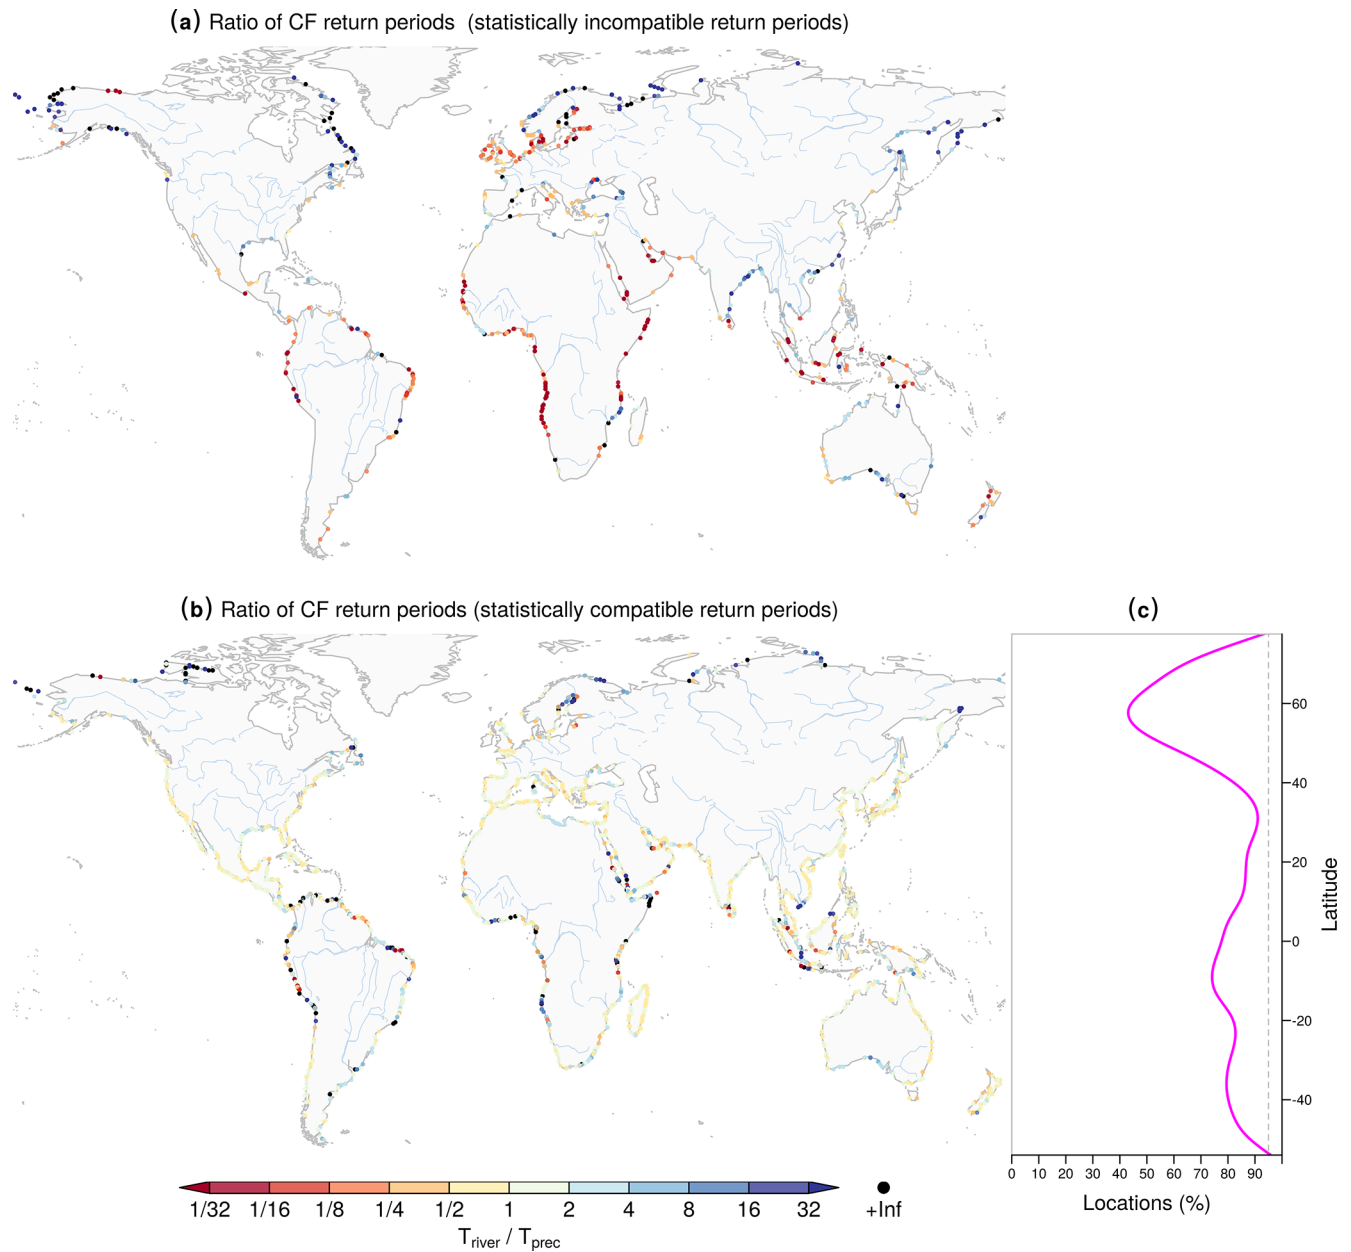 (a) Ratio of CF return periods (statistically incompatible return periods)
(b) Ratio of CF return periods (statistically compatible return periods)
(c)
60
40
20
0
-20
-40
Latitude
0 10 20 30 40 50 60 70 80 90
Locations (%)
1/32 1/16 1/8 1/4 1/2 1 2 4 8 16 32 +Inf
T_river / T_prec